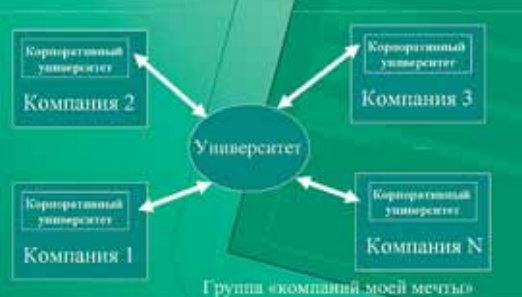 Корпоративный
университет
Компания 2
Корпоративный
университет
Компания 3
Университет
Корпоративный
университет
Компания 1
Корпоративный
университет
Компания N
Группа «компаний моей мечты»